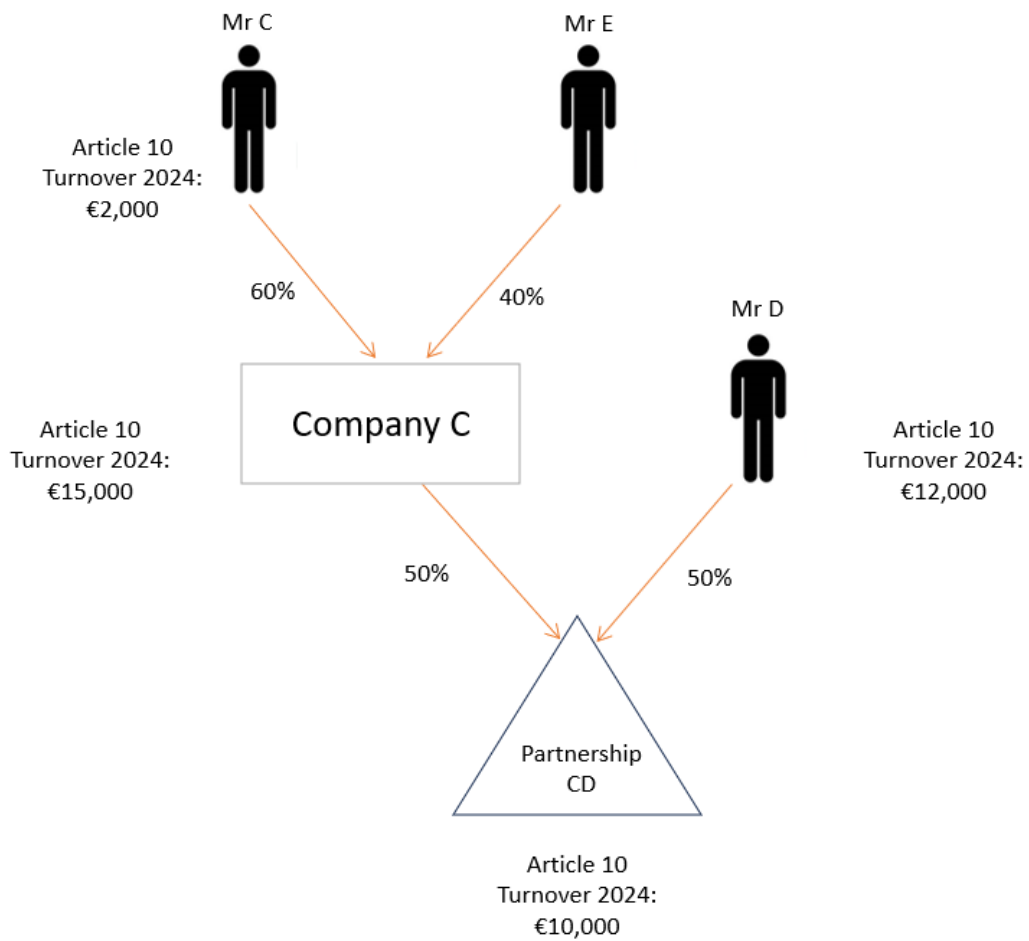 Mr C
Mr E
Article 10
Turnover 2024:
€2,000
60%
40%
Mr D
Company C
Article 10
Turnover 2024:
€15,000
Article 10
Turnover 2024:
€12,000
50%
50%
Partnership
CD
Article 10
Turnover 2024:
€10,000